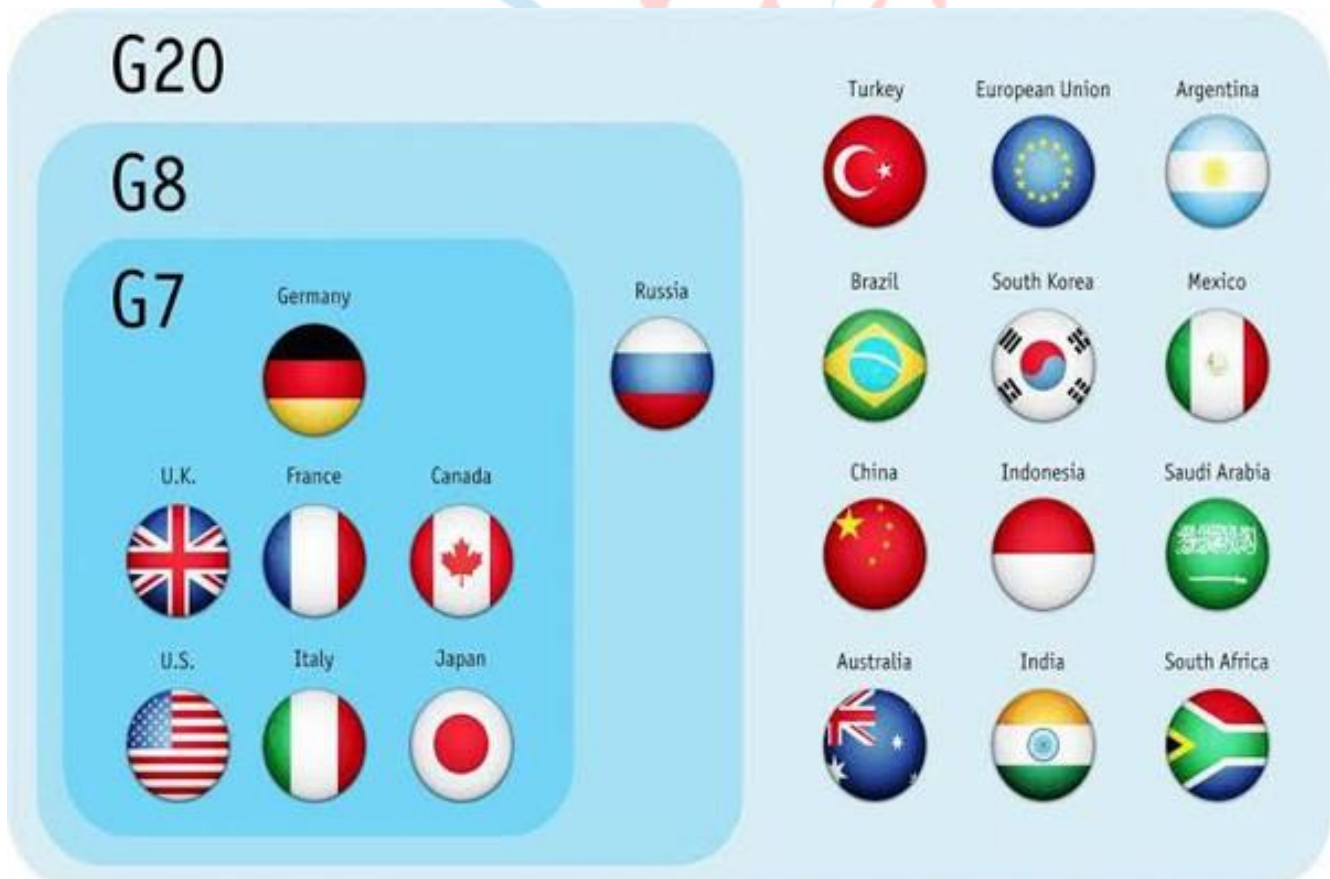 G20
G8
G7
Germany
U.K.
France
Canada
U.S.
Italy
Japan
Russia
Turkey
European Union
Argentina
Brazil
South Korea
Mexico
China
Indonesia
Saudi Arabia
Australia
India
South Africa